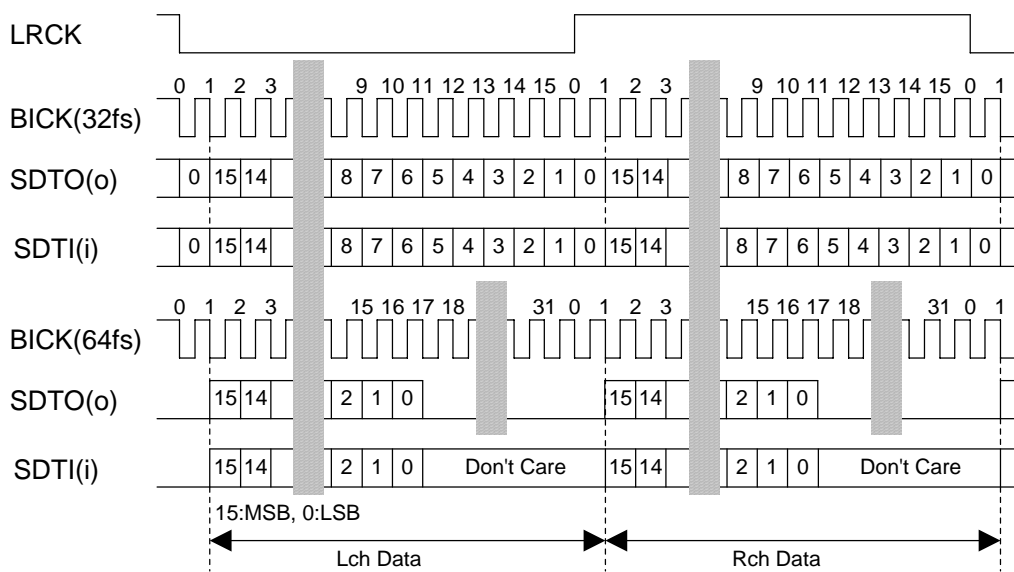 LRCK
0 1 2 3 9 10 11 12 13 14 15 0 1 2 3 9 10 11 12 13 14 15 0 1
BICK(32fs)
SDTO(o) 0 15 14 8 7 6 5 4 3 2 1 0 15 14 8 7 6 5 4 3 2 1 0
SDTI(i) 0 15 14 8 7 6 5 4 3 2 1 0 15 14 8 7 6 5 4 3 2 1 0
0 1 2 3 15 16 17 18 31 0 1 2 3 15 16 17 18 31 0 1
BICK(64fs)
SDTO(o) 15 14 2 1 0 15 14 2 1 0
SDTI(i) 15 14 2 1 0 Don't Care 15 14 2 1 0 Don't Care
15:MSB, 0:LSB
Lch Data Rch Data